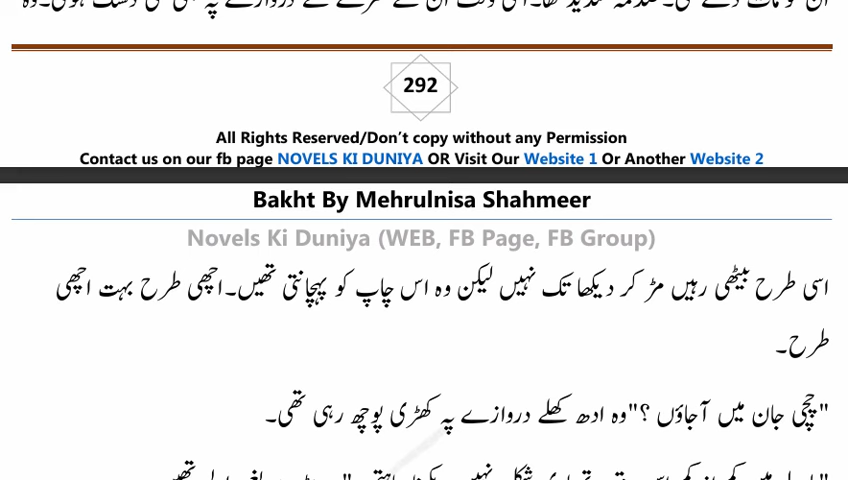 292
All Rights Reserved/Don’t copy without any Permission
Contact us on our fb page NOVELS KI DUNIYA OR Visit Our Website 1 Or Another Website 2
Bakht By Mehrulnisa Shahmeer
Novels Ki Duniya (WEB, FB Page, FB Group)
اسی طرح بیٹھی رہیں مڑ کر دیکھا تک نہیں لیکن وہ اس چاپ کو پہچانتی تھیں۔اچھی طرح بہت اچھی
طرح۔
"چچی جان میں آجاؤں ؟"وہ ادھ کھلے دروازے پہ کھڑی پوچھ رہی تھی۔